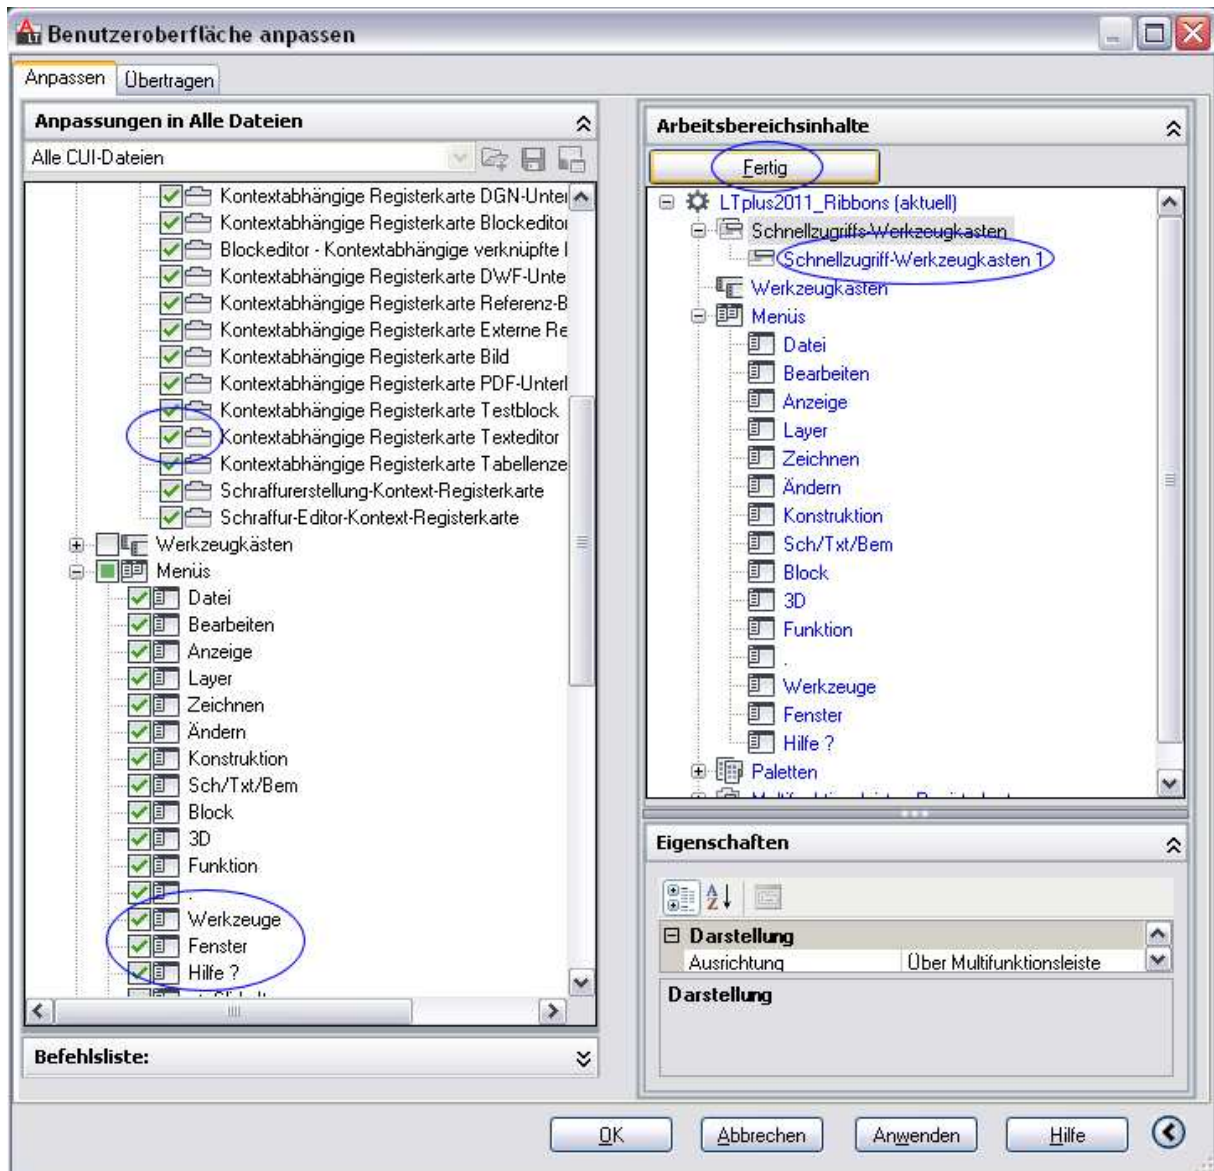 Benutzeroberfläche anpassen
Anpassen
Übertragen
Anpassungen in Alle Dateien
Alle CUI-Dateien
Kontextabhängige Registerkarte DGN-Unter
Kontextabhängige Registerkarte Blockeditor
Blockeditor - Kontextabhängige verknüpfte
Kontextabhängige Registerkarte DWF-Unte
Kontextabhängige Registerkarte Referenz-B
Kontextabhängige Registerkarte Externe Re
Kontextabhängige Registerkarte Bild
Kontextabhängige Registerkarte PDF-Unterl
Kontextabhängige Registerkarte Testblock
Kontextabhängige Registerkarte Texteditor
Kontextabhängige Registerkarte Tabellenze
Schraffurerstellung-Kontext-Registerkarte
Schraffur-Editor-Kontext-Registerkarte
Werkzeugkästen
Menüs
Datei
Bearbeiten
Anzeige
Layer
Zeichnen
Ändern
Konstruktion
Sch/Txt/Bem
Block
3D
Funktion
.
Werkzeuge
Fenster
Hilfe ?
Befehlsliste:
Arbeitsbereichsinhalte
Fertig
LTplus2011_Ribbons (aktuell)
Schnellzugriffs-Werkzeugkästen
Schnellzugriff-Werkzeugkasten 1
Werkzeugkästen
Menüs
Datei
Bearbeiten
Anzeige
Layer
Zeichnen
Ändern
Konstruktion
Sch/Txt/Bem
Block
3D
Funktion
.
Werkzeuge
Fenster
Hilfe ?
Paletten
Eigenschaften
Darstellung
Ausrichtung Über Multifunktionsleiste
Darstellung
OK
Abbrechen
Anwenden
Hilfe